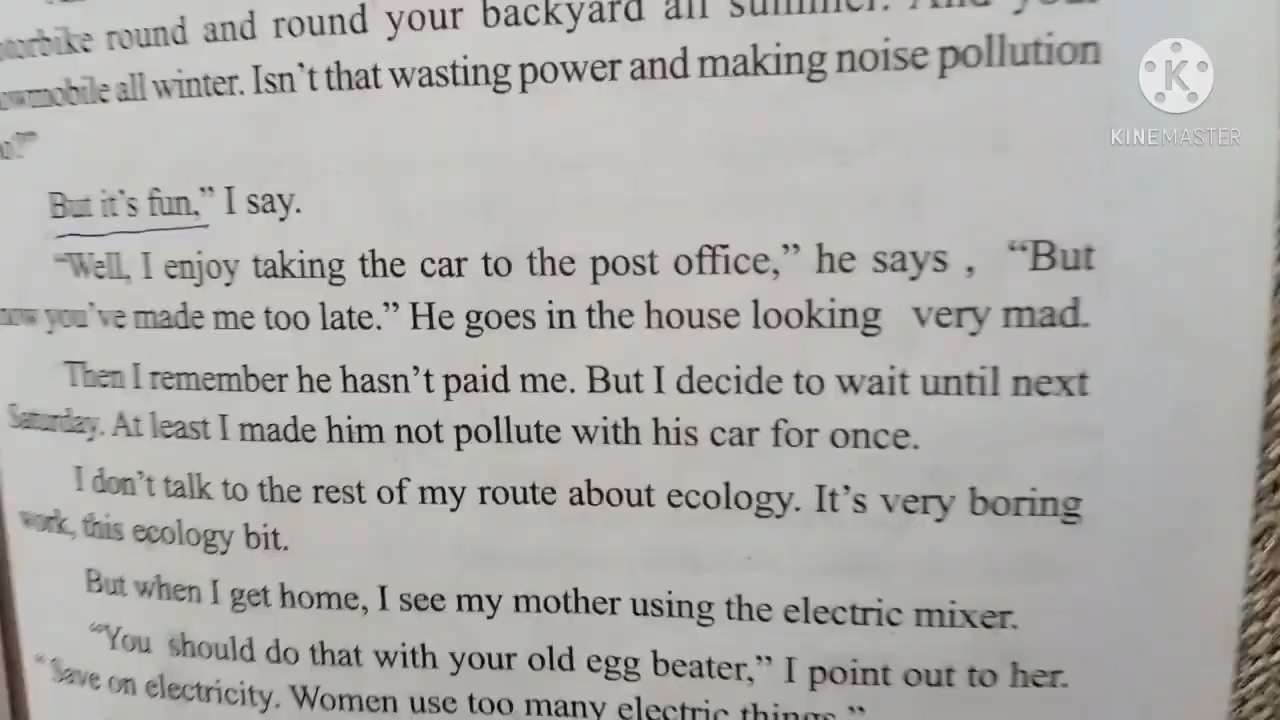 round and round your backyard all summer. And your
all winter. Isn't that wasting power and making noise pollution
KINEMASTER
But it's fun," I say.
"Well, I enjoy taking the car to the post office," he says , "But
now you've made me too late." He goes in the house looking very mad.
Then I remember he hasn't paid me. But I decide to wait until next
Saturday. At least I made him not pollute with his car for once.
I don't talk to the rest of my route about ecology. It's very boring
work, this ecology bit.
But when I get home, I see my mother using the electric mixer.
"You should do that with your old egg beater," I point out to her.
"Save on electricity. Women use too many electric things."